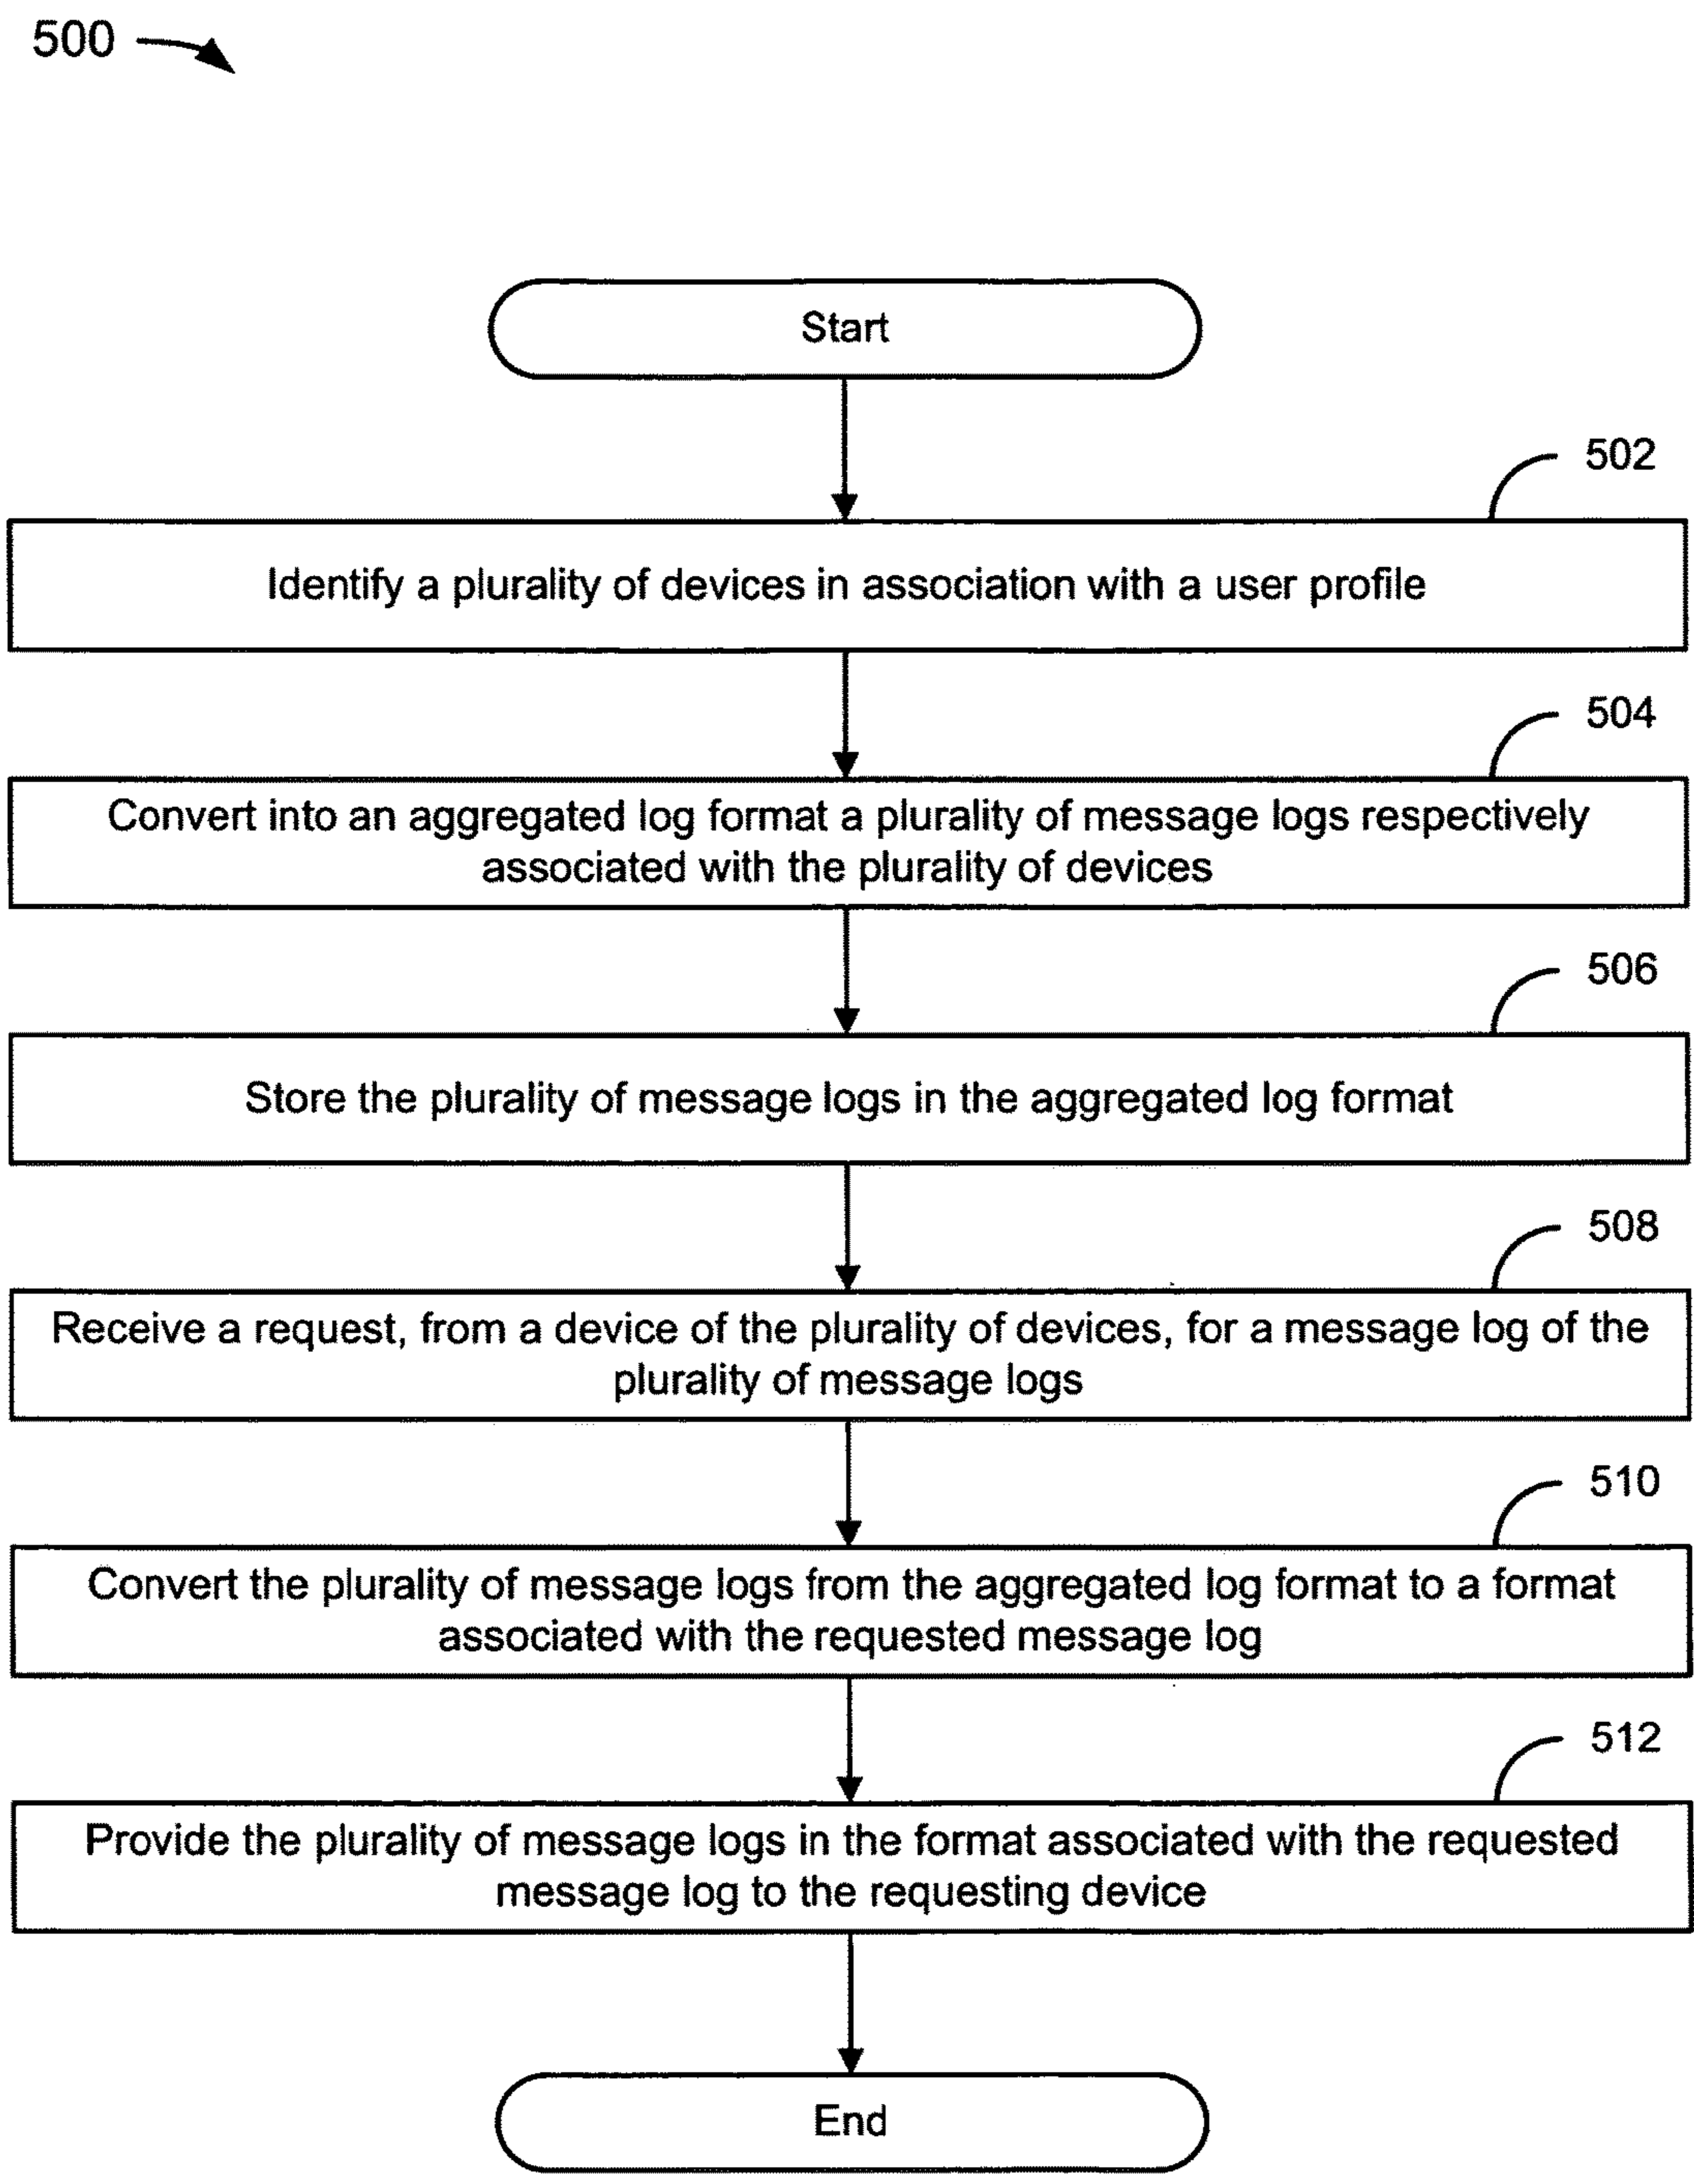 500
Start
502
Identify a plurality of devices in association with a user profile
504
Convert into an aggregated log format a plurality of message logs respectively
associated with the plurality of devices
506
Store the plurality of message logs in the aggregated log format
508
Receive a request, from a device of the plurality of devices, for a message log of the
plurality of message logs
510
Convert the plurality of message logs from the aggregated log format to a format
associated with the requested message log
512
Provide the plurality of message logs in the format associated with the requested
message log to the requesting device
End